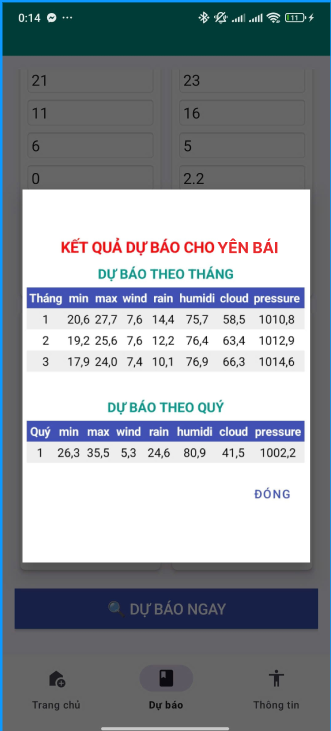 0:14 ... 11
21 23
11 16
6 5
0 2.2
KẾT QUẢ DỰ BÁO CHO YÊN BÁI
DỰ BÁO THEO THÁNG
Tháng min max wind rain humidi cloud pressure
1 20,6 27,7 7,6 14,4 75,7 58,5 1010,8
2 19,2 25,6 7,6 12,2 76,4 63,4 1012,9
3 17,9 24,0 7,4 10,1 76,9 66,3 1014,6
DỰ BÁO THEO QUÝ
Quý min max wind rain humidi cloud pressure
1 26,3 35,5 5,3 24,6 80,9 41,5 1002,2
ĐÓNG
DỰ BÁO NGAY
Trang chủ Dự báo Thông tin